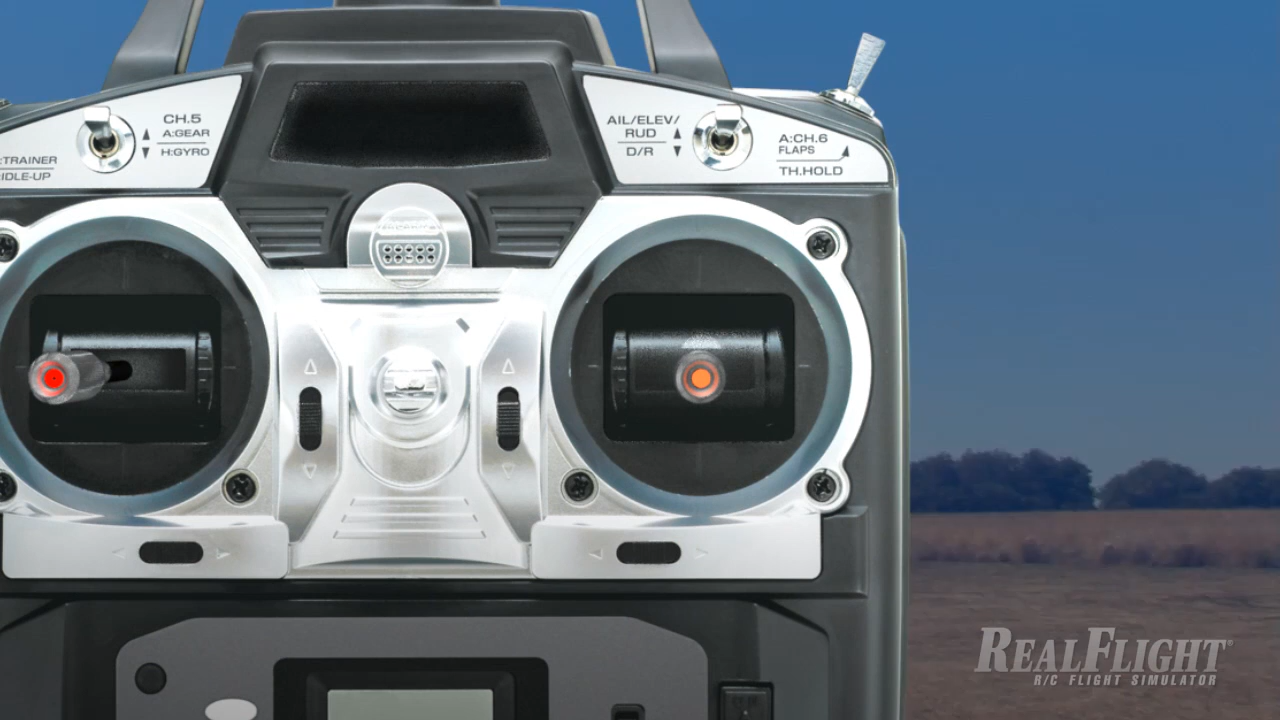 CH.5
A:GEAR
H:GYRO
:TRAINER
IDLE-UP
AIL/ELEV/
RUD
D/R
A:CH.6
FLAPS
TH.HOLD
REALFLIGHT®
R/C FLIGHT SIMULATOR